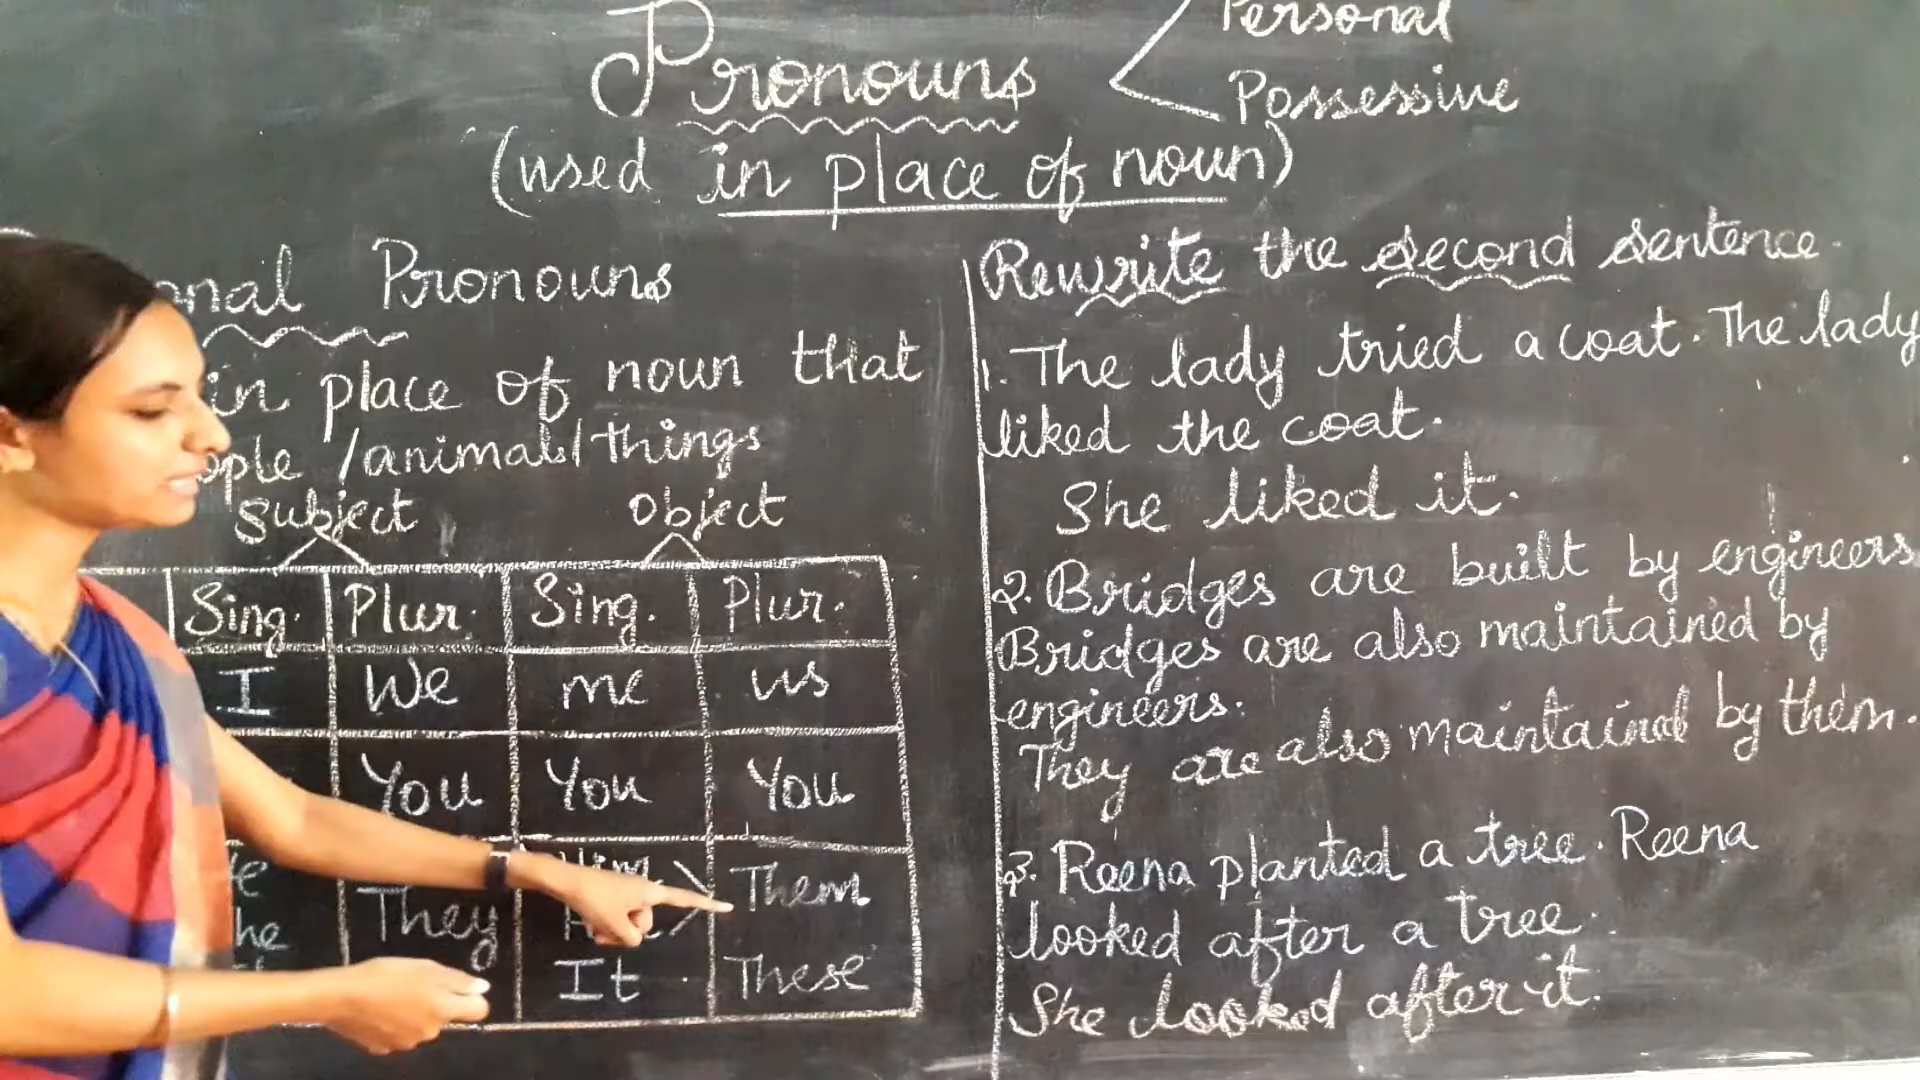 Pronouns
Personal
Possessive
(used in place of noun)
Pronouns
in place of noun that
/animals/things
Subject Object
Sing. Plur. Sing. Plur.
I We me us
You You You
They Them
It These
Rewrite the second sentence.
1. The lady tried a coat. The lady
liked the coat.
She liked it.
2. Bridges are built by engineers.
Bridges are also maintained by
engineers.
They are also maintained by them.
3. Reena planted a tree. Reena
looked after a tree.
She looked after it.